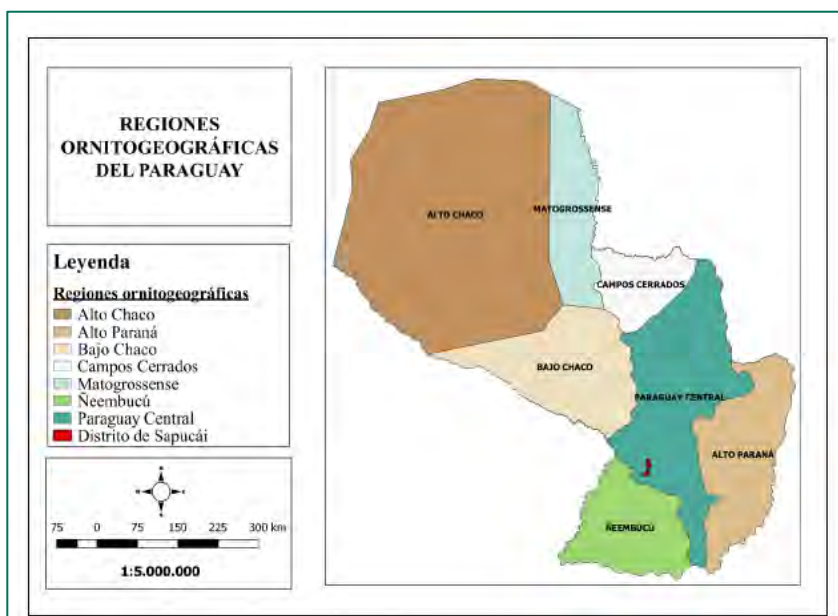 REGIONES
ORNITOGEOGRÁFICAS
DEL PARAGUAY
Leyenda
Regiones ornitogeográficas
Alto Chaco
Alto Paraná
Bajo Chaco
Campos Cerrados
Matogrossense
Ñeembucú
Paraguay Central
Distrito de Sapucái
75 0 75 150 225 300 km
1:5.000.000
ALTO CHACO
MATOGROSSENSE
CAMPOS CERRADOS
BAJO CHACO
PARAGUAY CENTRAL
ALTO PARANÁ
ÑEEMBUCÚ